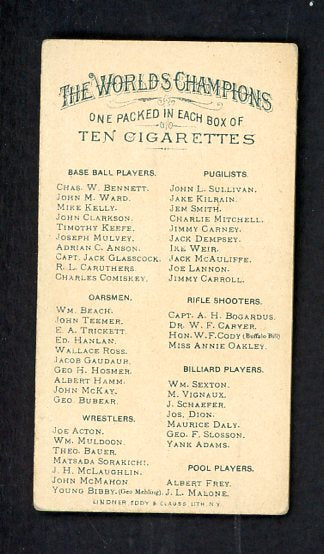 THE WORLDS CHAMPIONS
ONE PACKED IN EACH BOX OF
TEN CIGARETTES
BASE BALL PLAYERS.
CHAS. W. BENNETT.
JOHN M. WARD.
MIKE KELLY.
JOHN CLARKSON.
TIMOTHY KEEFE.
JOSEPH MULVEY.
ADRIAN C. ANSON.
CAPT. JACK GLASSCOCK.
R. L. CARUTHERS.
CHARLES COMISKEY.
OARSMEN.
WM. BEACH.
JOHN TEEMER.
E. A. TRICKETT.
ED. HANLAN.
WALLACE ROSS.
JACOB GAUDAUR.
GEO H. HOSMER.
ALBERT HAMM.
JOHN MCKAY.
GEO. BUBEAR.
WRESTLERS.
JOE ACTON.
WM. MULDOON.
THEO. BAUER.
MATSADA SORAKICHI.
J. H. MCLAUGHLIN.
JOHN MCMAHON
YOUNG BIBBY. (Geo Mehling).
PUGILISTS.
JOHN L. SULLIVAN.
JAKE KILRAIN.
JEM SMITH.
CHARLIE MITCHELL.
JIMMY CARNEY.
JACK DEMPSEY.
IKE WEIR.
JACK MCAULIFFE.
JOE LANNON.
JIMMY CARROLL.
RIFLE SHOOTERS.
CAPT. A. H. BOGARDUS.
DR. W. F. CARVER.
HON. W. F. CODY (Buffalo Bill)
MISS ANNIE OAKLEY.
BILLIARD PLAYERS.
WM. SEXTON.
M. VIGNAUX.
J. SCHAEFER.
JOS. DION.
MAURICE DALY.
GEO. F. SLOSSON.
YANK ADAMS.
POOL PLAYERS.
ALBERT FREY.
J. L. MALONE.
LINDNER, EDDY & CLAUSS, LITH. N.Y.